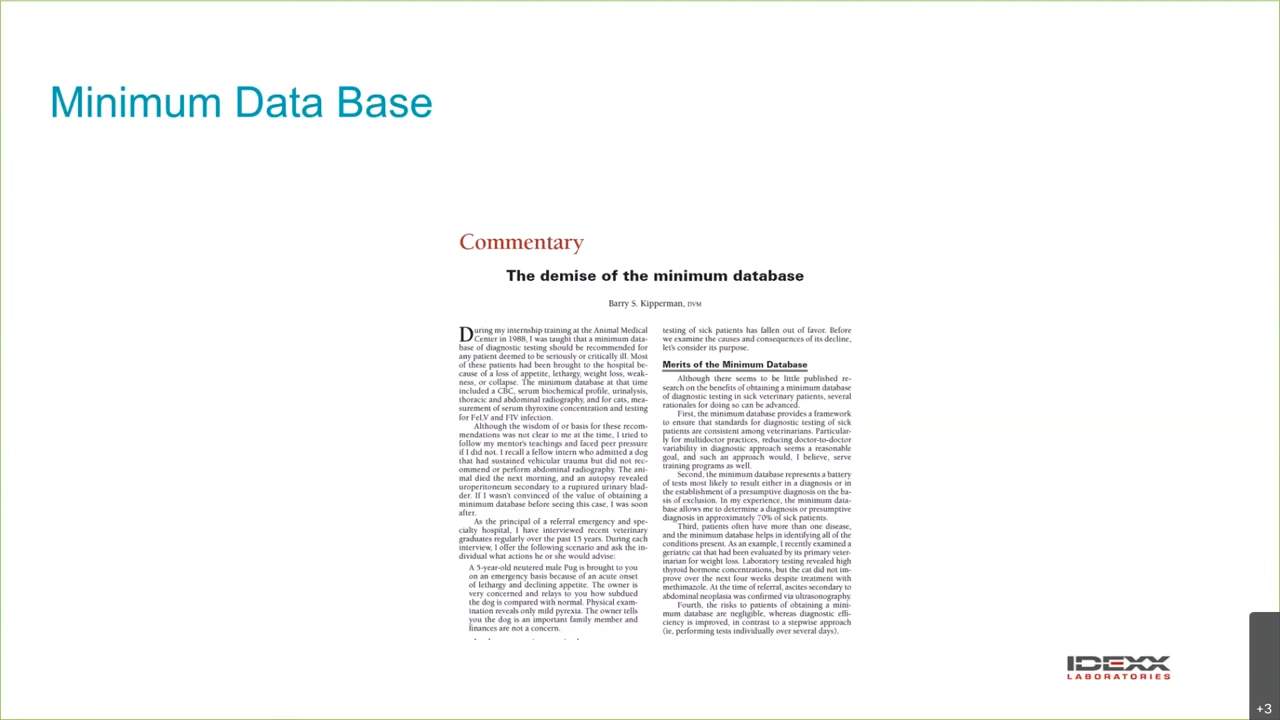 Minimum Data Base
Commentary
The demise of the minimum database
Barry S. Kipperman, DVM
During my internship training at the Animal Medical
Center in 1988, I was taught that a minimum data-
base of diagnostic testing should be recommended for
any patient deemed to be seriously or critically ill. Most
of these patients had been brought to the hospital be-
cause of a loss of appetite, lethargy, weight loss, weak-
ness, or collapse. The minimum database at that time
included a CBC, serum biochemical profile, urinalysis,
thoracic and abdominal radiography, and for cats, mea-
surement of serum thyroxine concentration and testing
for FeLV and FIV infection.
Although the wisdom of or basis for these recom-
mendations was not clear to me at the time, I tried to
follow my mentor's teachings and faced peer pressure
if I did not. I recall a fellow intern who admitted a dog
that had sustained vehicular trauma but did not rec-
ommend or perform abdominal radiography. The ani-
mal died the next morning, and an autopsy revealed
uroperitoneum secondary to a ruptured urinary blad-
der. If I wasn't convinced of the value of obtaining a
minimum database before seeing this case, I was soon
after.
As the principal of a referral emergency and spe-
cialty hospital, I have interviewed recent veterinary
graduates regularly over the past 15 years. During each
interview, I offer the following scenario and ask the in-
dividual what actions he or she would advise:
A 5-year-old neutered male Pug is brought to you
on an emergency basis because of an acute onset
of lethargy and declining appetite. The owner is
very concerned and relays to you how subdued
the dog is compared with normal. Physical exam-
ination reveals only mild pyrexia. The owner tells
you the dog is an important family member and
finances are not a concern.
testing of sick patients has fallen out of favor. Before
we examine the causes and consequences of its decline,
let's consider its purpose.
Merits of the Minimum Database
Although there seems to be little published re-
search on the benefits of obtaining a minimum database
of diagnostic testing in sick veterinary patients, several
rationales for doing so can be advanced.
First, the minimum database provides a framework
to ensure that standards for diagnostic testing of sick
patients are consistent among veterinarians. Particular-
ly for multidoctor practices, reducing doctor-to-doctor
variability in diagnostic approach seems a reasonable
goal, and such an approach would, I believe, serve
training programs as well.
Second, the minimum database represents a battery
of tests most likely to result either in a diagnosis or in
the establishment of a presumptive diagnosis on the ba-
sis of exclusion. In my experience, the minimum data-
base allows me to determine a diagnosis or presumptive
diagnosis in approximately 70% of sick patients.
Third, patients often have more than one disease,
and the minimum database helps in identifying all of the
conditions present. As an example, I recently examined a
geriatric cat that had been evaluated by its primary veter-
inarian for weight loss. Laboratory testing revealed high
thyroid hormone concentrations, but the cat did not im-
prove over the next four weeks despite treatment with
methimazole. At the time of referral, ascites secondary to
abdominal neoplasia was confirmed via ultrasonography.
Fourth, the risks to patients of obtaining a mini-
mum database are negligible, whereas diagnostic effi-
ciency is improved, in contrast to a stepwise approach
(ie, performing tests individually over several days).
IDEXX
LABORATORIES
+3